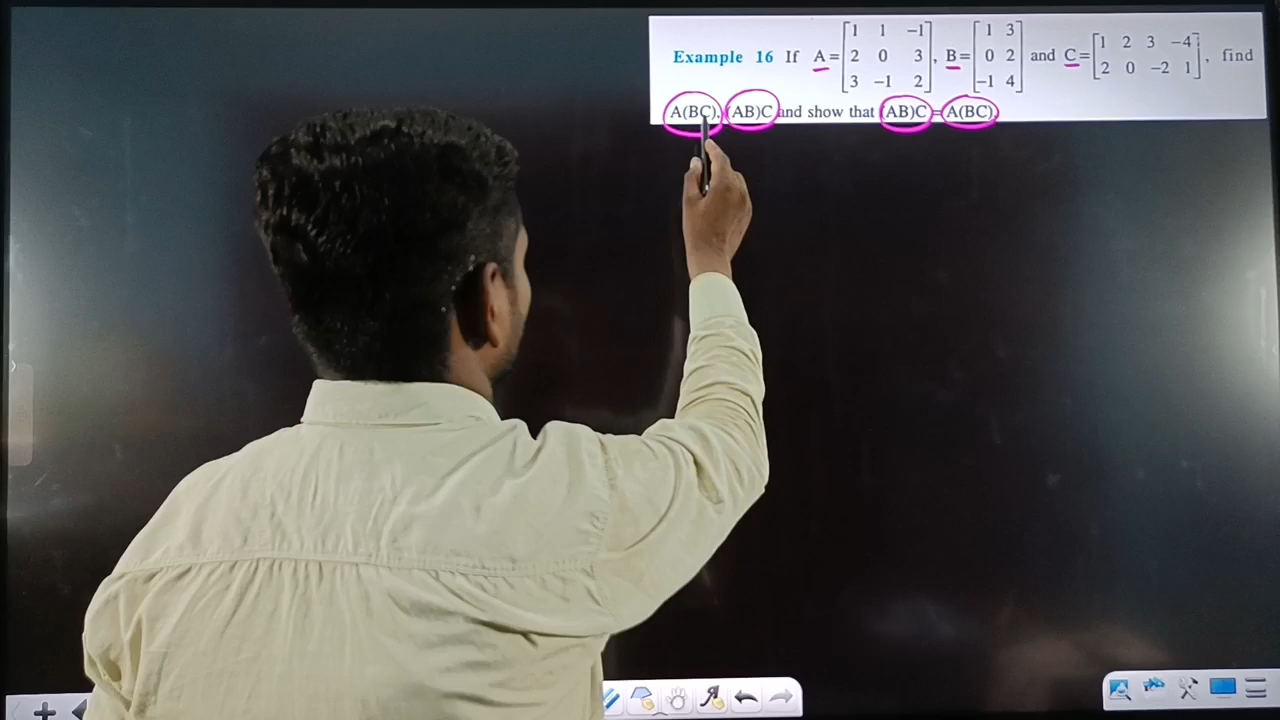 Example 16 If A = [1 1 −1; 2 0 3; 3 −1 2], B = [1 3; 0 2; −1 4] and C = [1 2 3 −4; 2 0 −2 1], find
A(BC), (AB)C and show that (AB)C = A(BC).